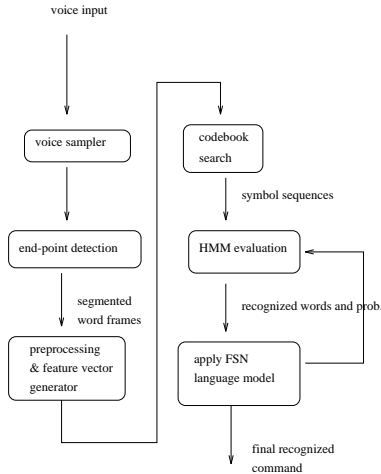 voice input
voice sampler
end-point detection
segmented
word frames
preprocessing
& feature vector
generator
codebook
search
symbol sequences
HMM evaluation
recognized words and prob.
apply FSN
language model
final recognized
command